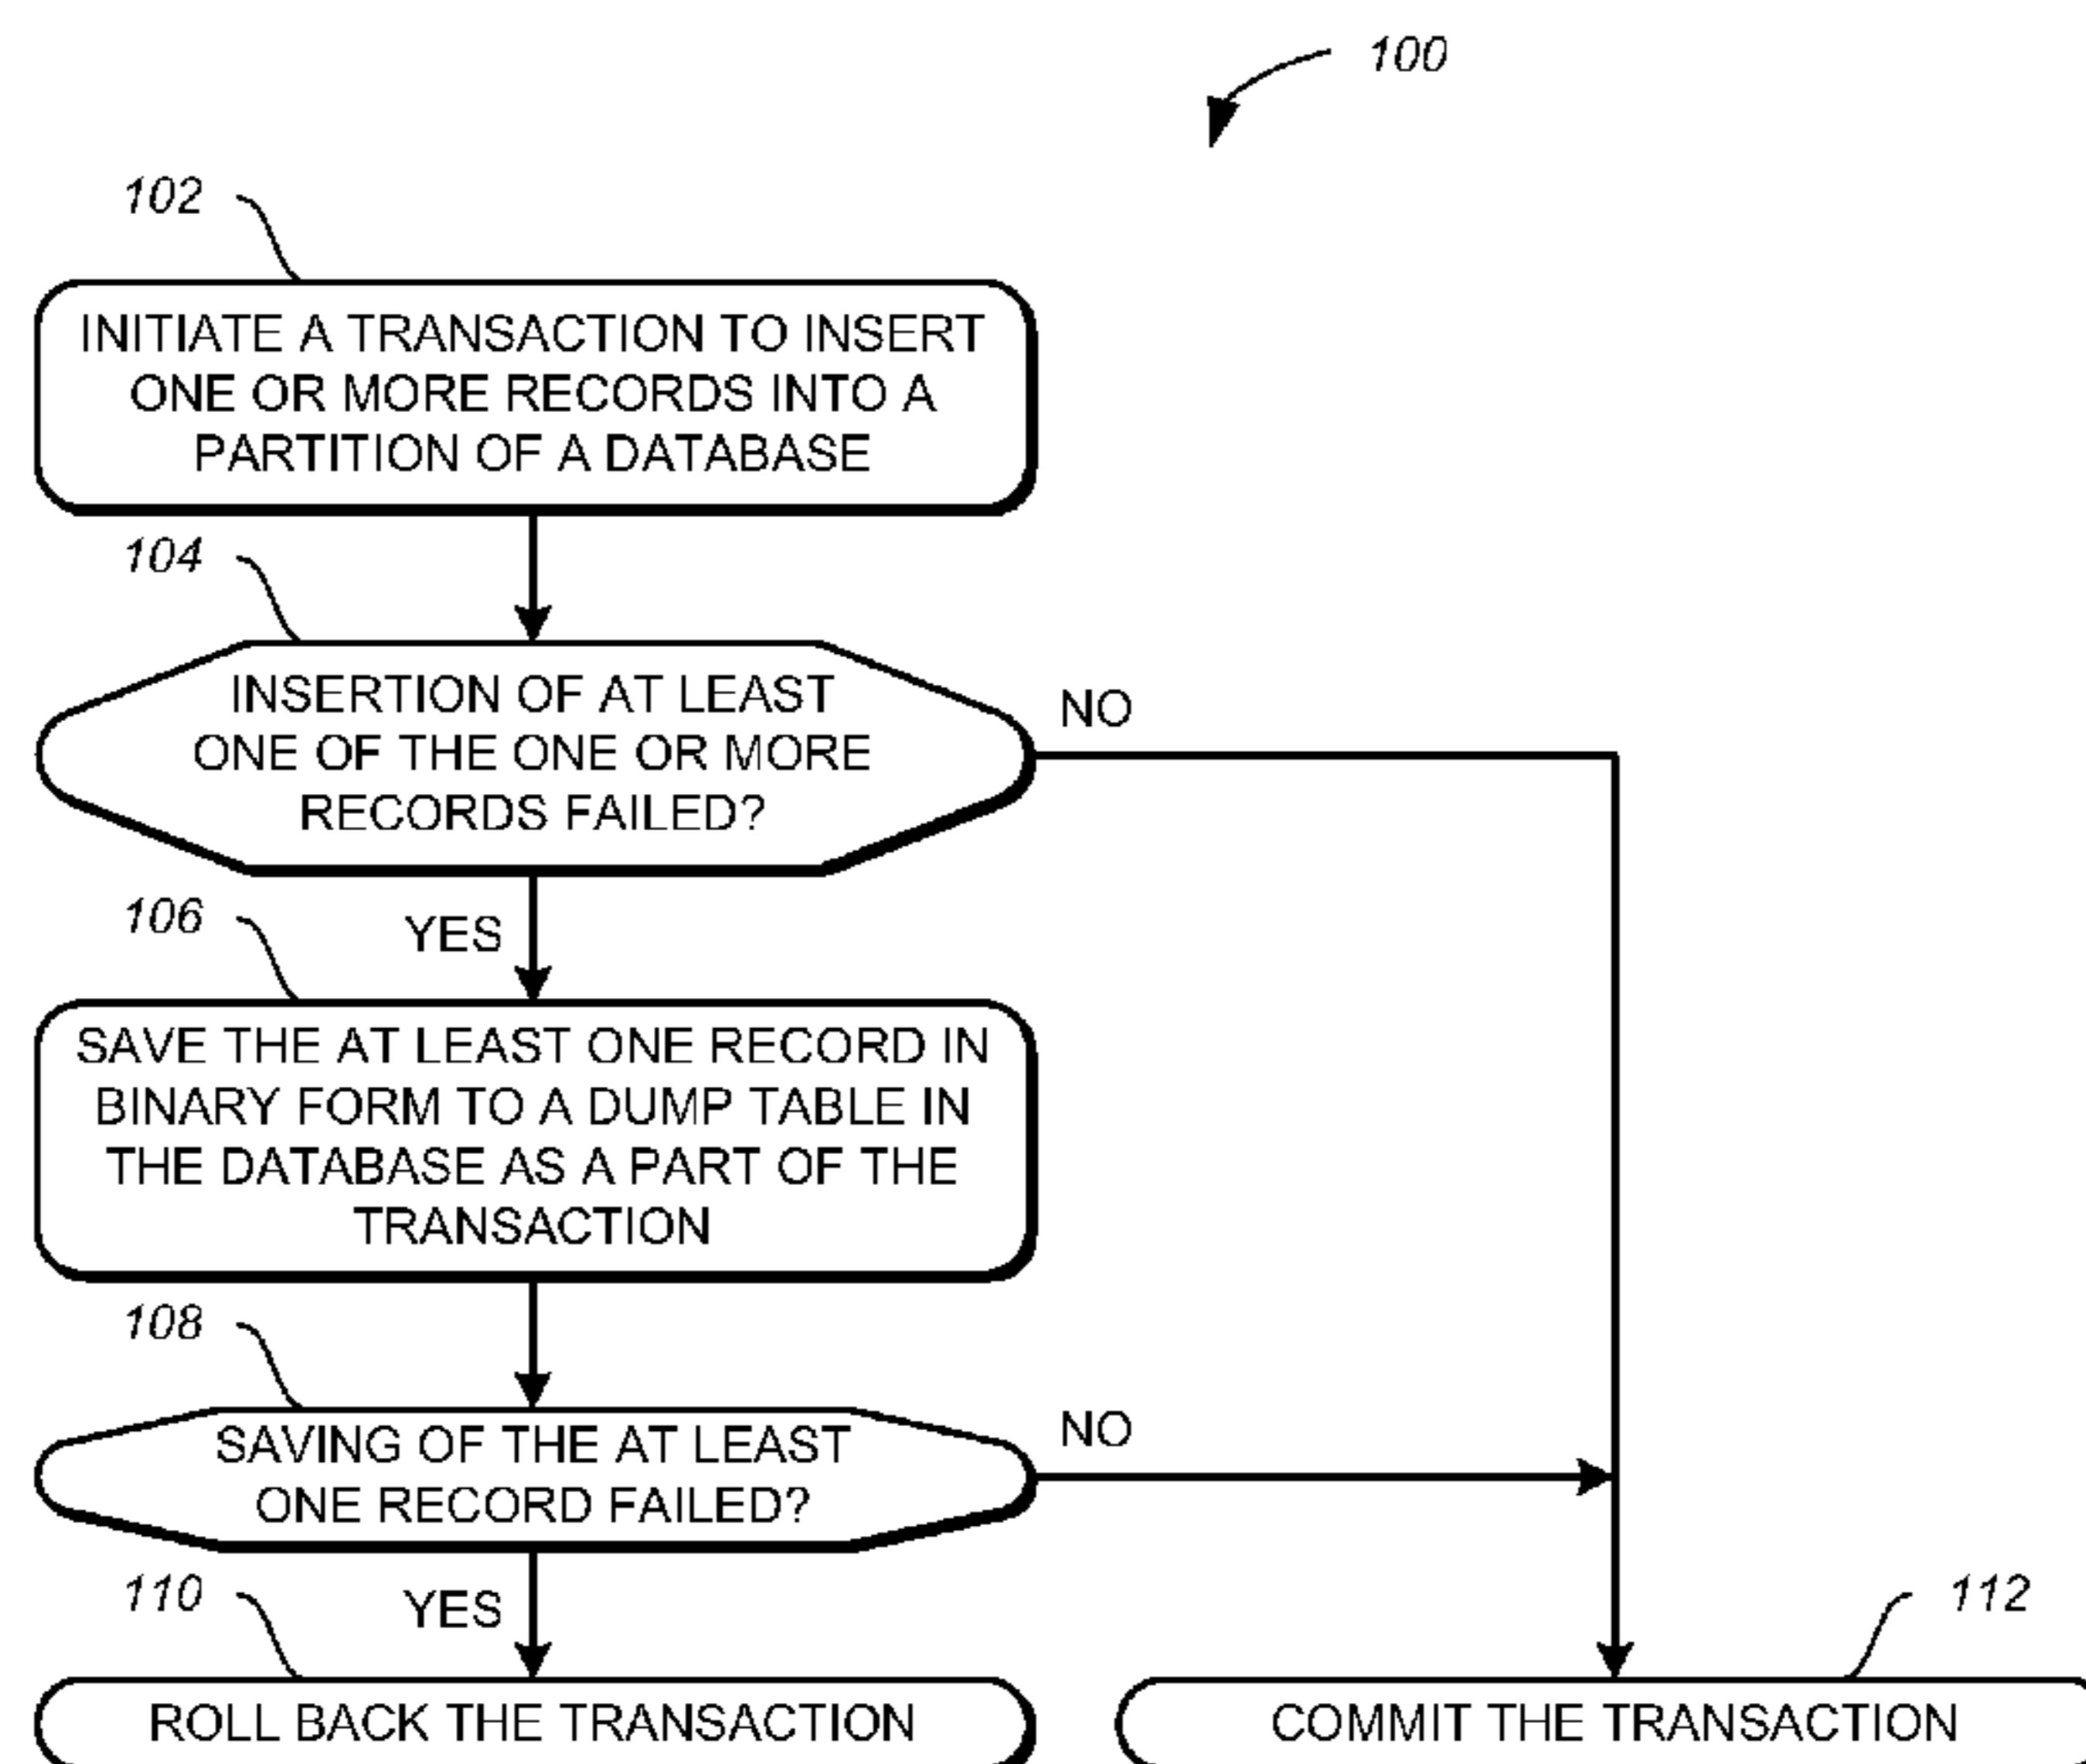 100
102
INITIATE A TRANSACTION TO INSERT
ONE OR MORE RECORDS INTO A
PARTITION OF A DATABASE
104
INSERTION OF AT LEAST
ONE OF THE ONE OR MORE
RECORDS FAILED?
NO
106
YES
SAVE THE AT LEAST ONE RECORD IN
BINARY FORM TO A DUMP TABLE IN
THE DATABASE AS A PART OF THE
TRANSACTION
108
SAVING OF THE AT LEAST
ONE RECORD FAILED?
NO
110
YES
112
ROLL BACK THE TRANSACTION
COMMIT THE TRANSACTION